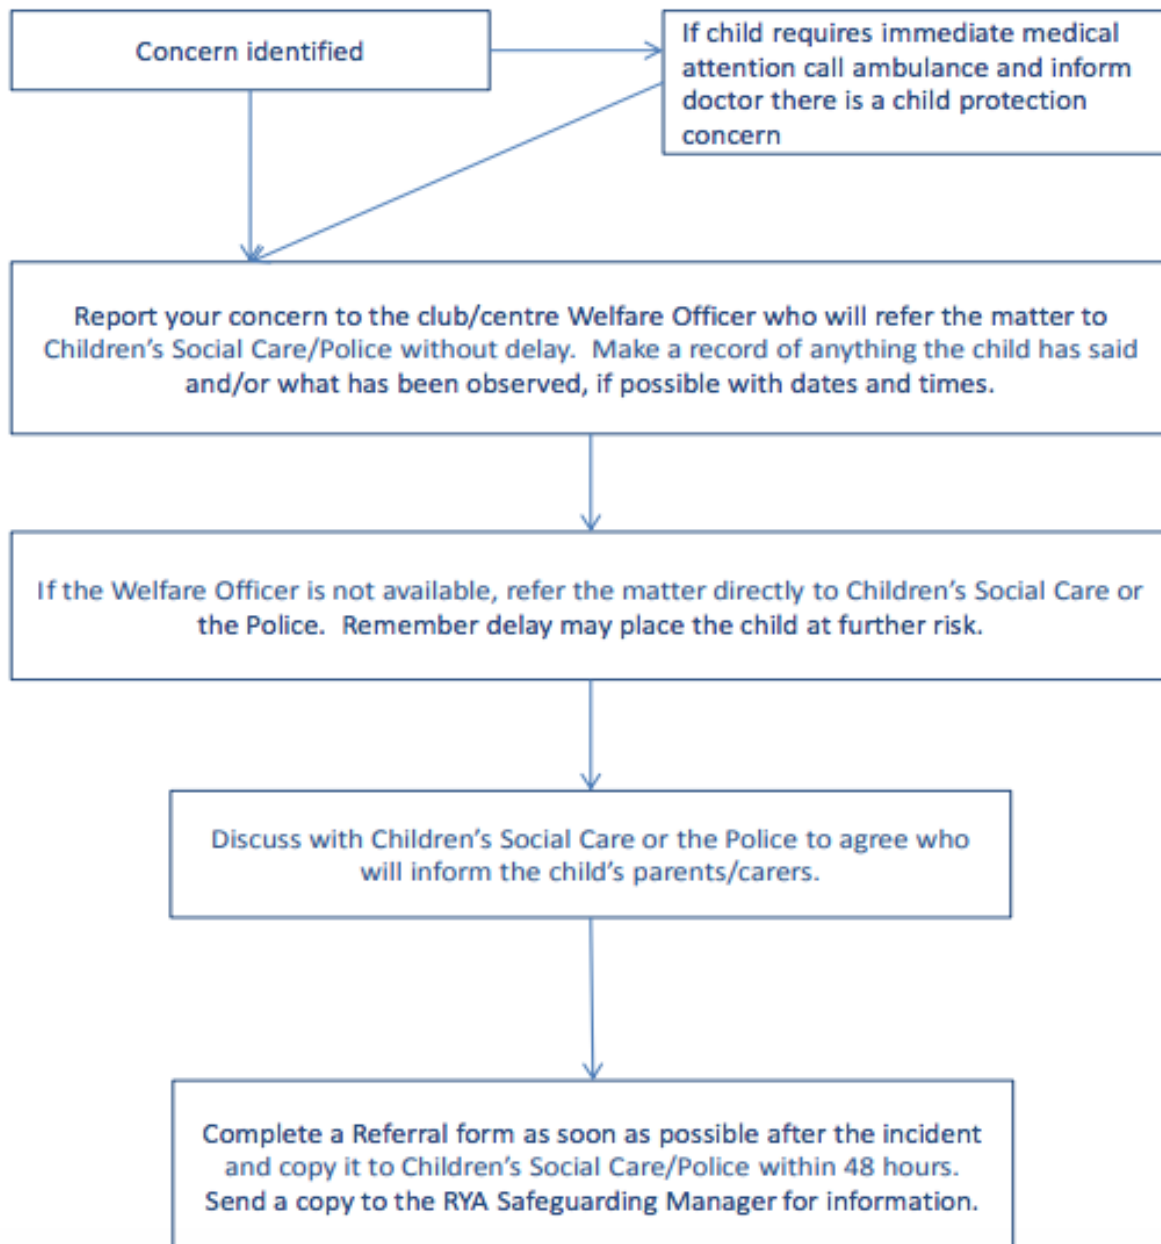 Concern identified
If child requires immediate medical
attention call ambulance and inform
doctor there is a child protection
concern
Report your concern to the club/centre Welfare Officer who will refer the matter to
Children’s Social Care/Police without delay.  Make a record of anything the child has said
and/or what has been observed, if possible with dates and times.
If the Welfare Officer is not available, refer the matter directly to Children’s Social Care or
the Police.  Remember delay may place the child at further risk.
Discuss with Children’s Social Care or the Police to agree who
will inform the child’s parents/carers.
Complete a Referral form as soon as possible after the incident
and copy it to Children’s Social Care/Police within 48 hours.
Send a copy to the RYA Safeguarding Manager for information.